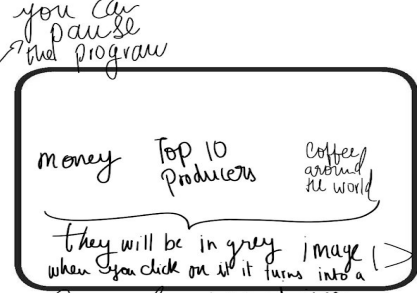 you can
pause
the program
money
Top 10
Producers
Coffee
around
the world
they will be in grey image
when you click on it it turns into a